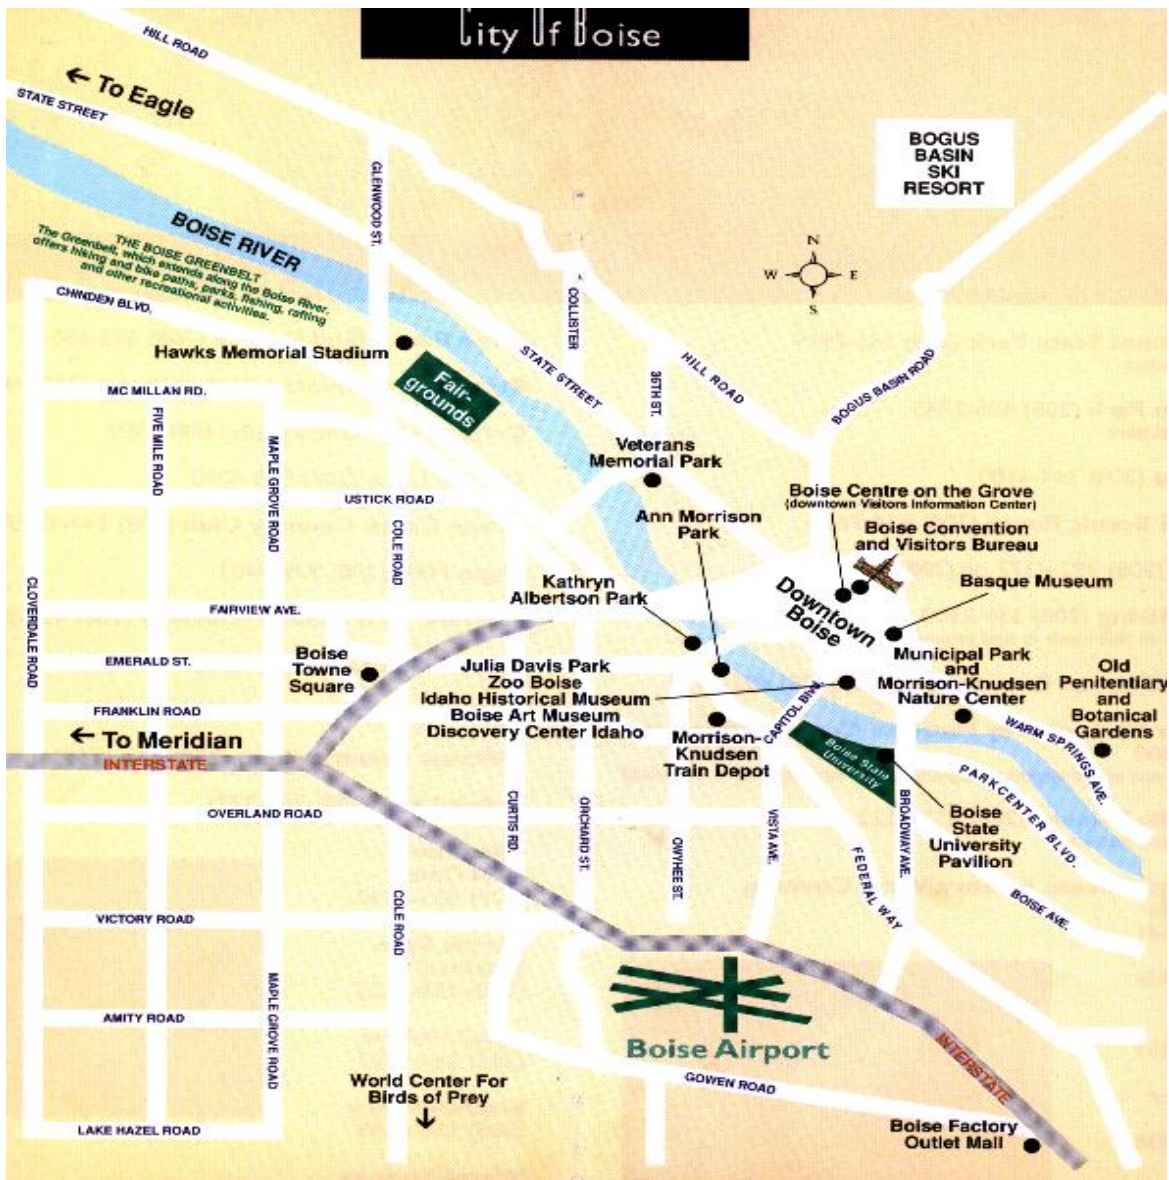 City Of Boise
HILL ROAD
← To Eagle
STATE STREET
BOGUS
BASIN
SKI
RESORT
GLENWOOD ST.
BOISE RIVER
THE BOISE GREENBELT
The Greenbelt, which extends along the Boise River,
offers hiking and bike paths, parks, fishing, rafting
and other recreational activities.
N
W
E
S
CHINDEN BLVD.
COLLISTER
Hawks Memorial Stadium
STATE STREET
36TH ST.
HILL ROAD
BOGUS BASIN ROAD
Fair-
grounds
MC MILLAN RD.
FIVE MILE ROAD
MAPLE GROVE ROAD
Veterans
Memorial Park
USTICK ROAD
COLE ROAD
Ann Morrison
Park
Boise Centre on the Grove
(downtown Visitors Information Center)
Boise Convention
and Visitors Bureau
Kathryn
Albertson Park
Downtown
Boise
Basque Museum
CLOVERDALE ROAD
FAIRVIEW AVE.
EMERALD ST.
Boise
Towne
Square
Julia Davis Park
Zoo Boise
Idaho Historical Museum
Boise Art Museum
Discovery Center Idaho
Municipal Park
and
Morrison-Knudsen
Nature Center
Old
Penitentiary
and
Botanical
Gardens
FRANKLIN ROAD
← To Meridian
INTERSTATE
CAPITOL BLVD.
Morrison-
Knudsen
Train Depot
Boise State
University
WARM SPRINGS AVE.
PARKCENTER BLVD.
OVERLAND ROAD
CURTIS RD.
ORCHARD ST.
OWYHEE ST.
VISTA AVE.
FEDERAL WAY
BROADWAY AVE.
Boise
State
University
Pavilion
BOISE AVE.
VICTORY ROAD
COLE ROAD
MAPLE GROVE ROAD
AMITY ROAD
Boise Airport
INTERSTATE
GOWEN ROAD
World Center For
Birds of Prey
↓
LAKE HAZEL ROAD
Boise Factory
Outlet Mall